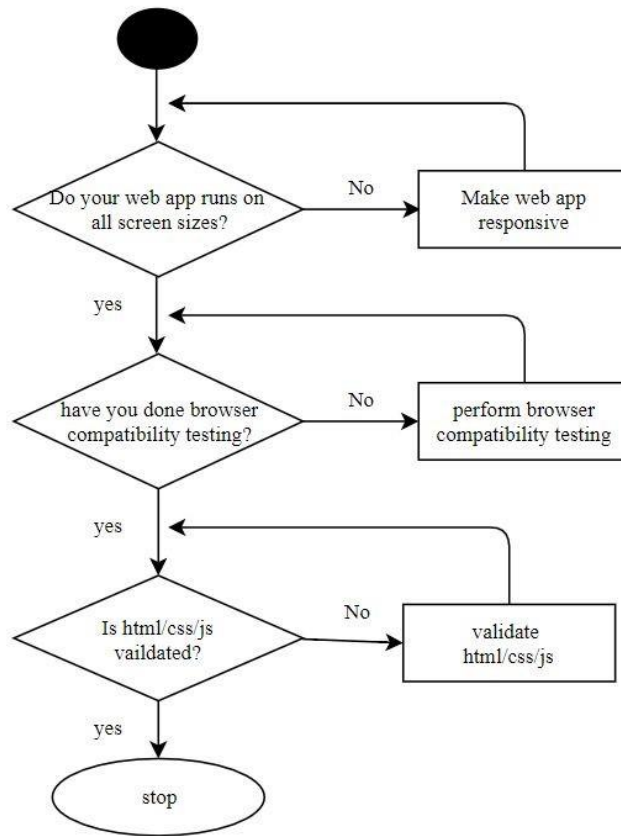 Do your web app runs on
all screen sizes?
No
Make web app
responsive
yes
have you done browser
compatibility testing?
No
perform browser
compatibility testing
yes
Is html/css/js
vaildated?
No
validate
html/css/js
yes
stop